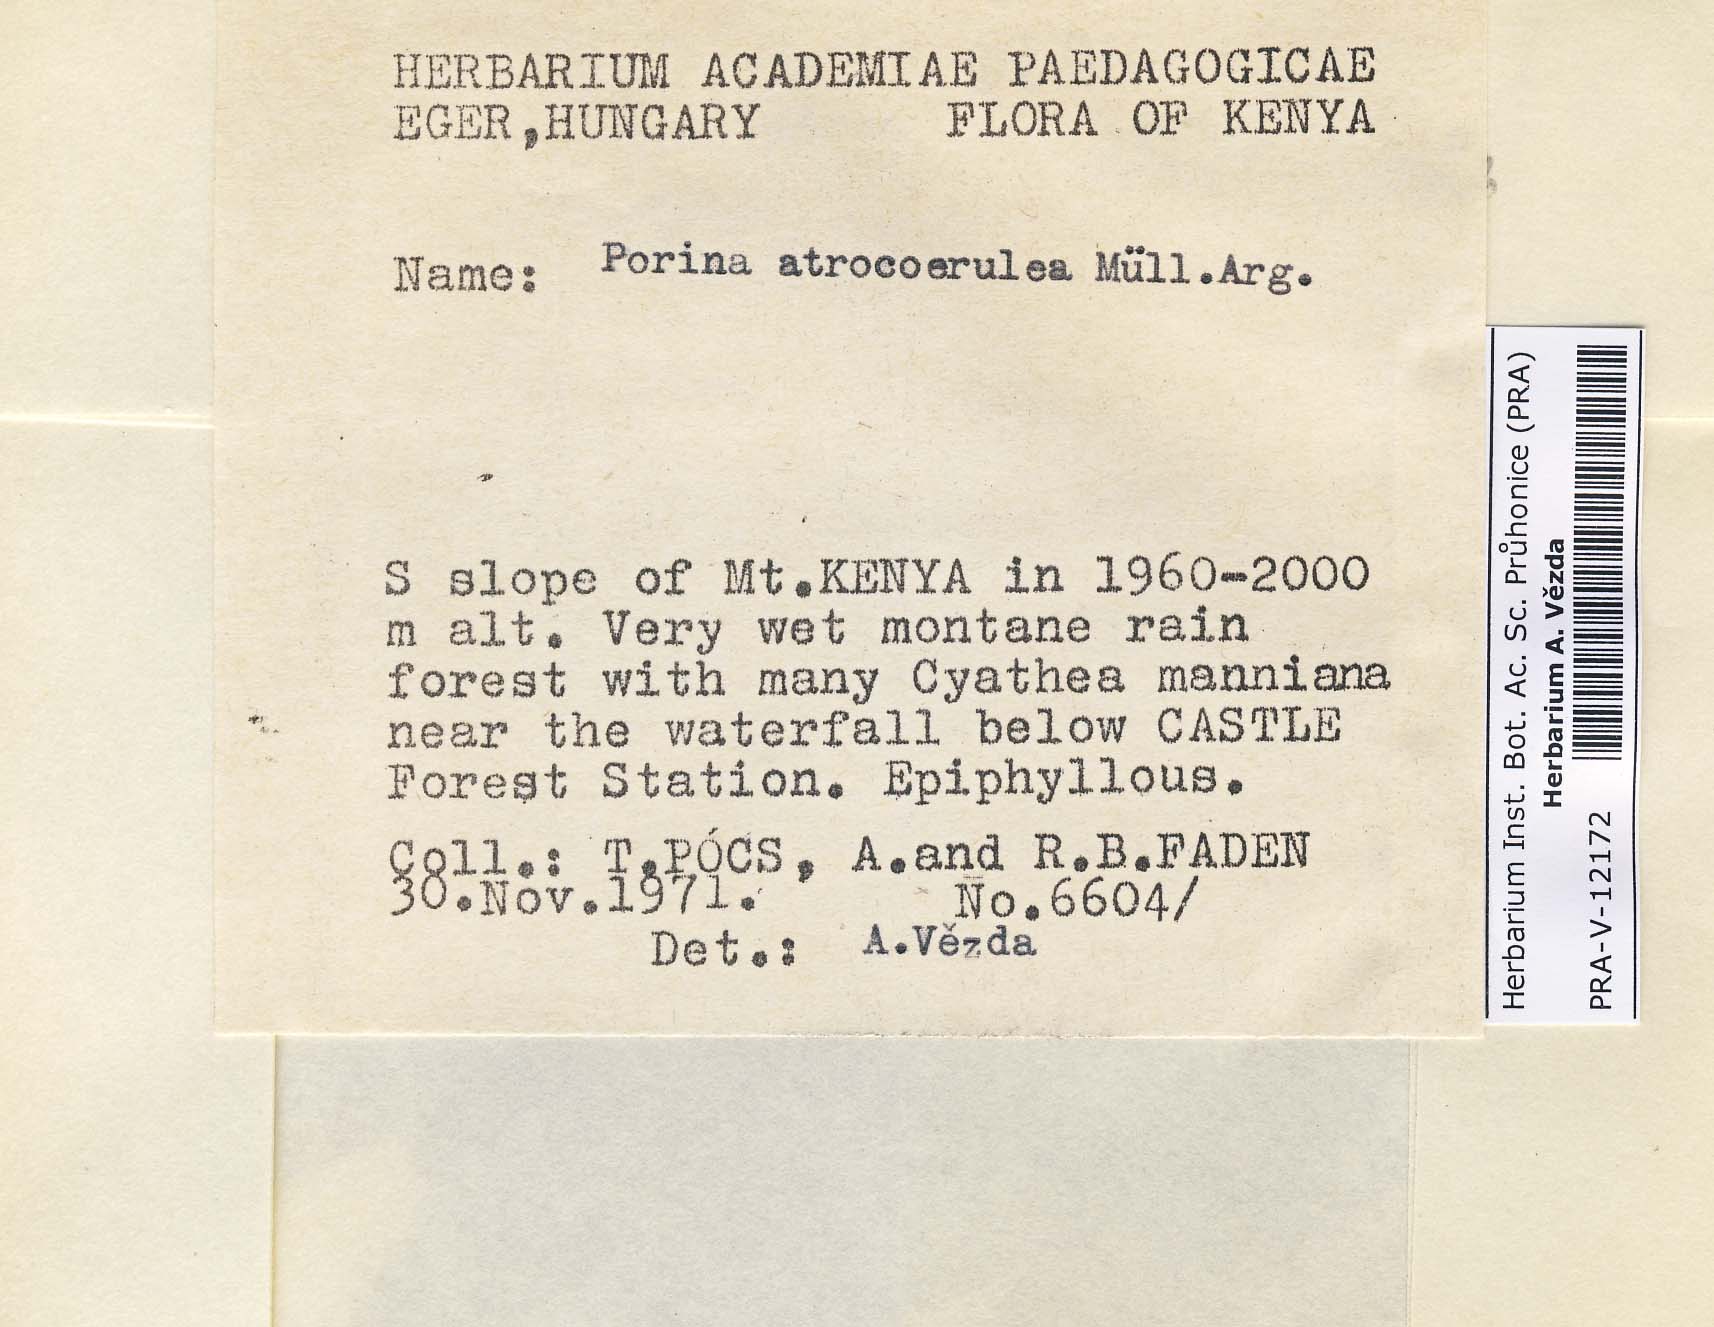 HERBARIUM ACADEMIAE PAEDAGOGICAE
EGER,HUNGARY FLORA OF KENYA
Name: Porina atrocoerulea Müll.Arg.
S slope of Mt.KENYA in 1960-2000
m alt. Very wet montane rain
forest with many Cyathea manniana
near the waterfall below CASTLE
Forest Station. Epiphyllous.
Coll.: T.PÓCS, A.and R.B.FADEN
30.Nov.1971. No.6604/
Det.: A.Vězda
Herbarium Inst. Bot. Ac. Sc. Průhonice (PRA)
Herbarium A. Vězda
PRA-V-12172